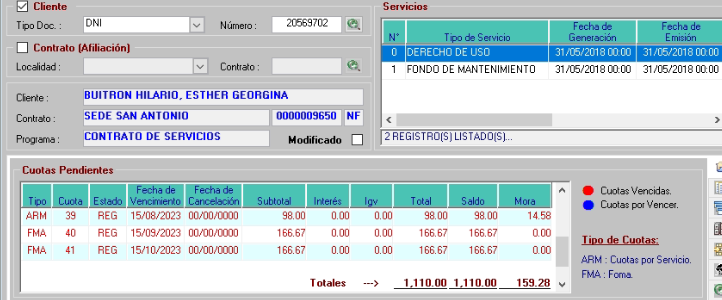 Cliente
Tipo Doc. : DNI Número : 20569702
Contrato (Afiliación)
Localidad : Contrato :
Cliente : BUITRON HILARIO, ESTHER GEORGINA
Contrato : SEDE SAN ANTONIO 0000009650 NF
Programa : CONTRATO DE SERVICIOS Modificado
Servicios
N° Tipo de Servicio Fecha de Generación Fecha de Emisión
0 DERECHO DE USO 31/05/2018 00:00 31/05/2018 00:00
1 FONDO DE MANTENIMIENTO 31/05/2018 00:00 31/05/2018 00:00
2 REGISTRO(S) LISTADO(S)...
Cuotas Pendientes
Tipo Cuota Estado Fecha de Vencimiento Fecha de Cancelación Subtotal Interés Igv Total Saldo Mora
ARM 39 REG 15/08/2023 00/00/0000 98.00 0.00 0.00 98.00 98.00 14.58
FMA 40 REG 15/09/2023 00/00/0000 166.67 0.00 0.00 166.67 166.67 0.00
FMA 41 REG 15/10/2023 00/00/0000 166.67 0.00 0.00 166.67 166.67 0.00
Totales ---> 1,110.00 1,110.00 159.28
Cuotas Vencidas.
Cuotas por Vencer.
Tipo de Cuotas:
ARM : Cuotas por Servicio.
FMA : Foma.